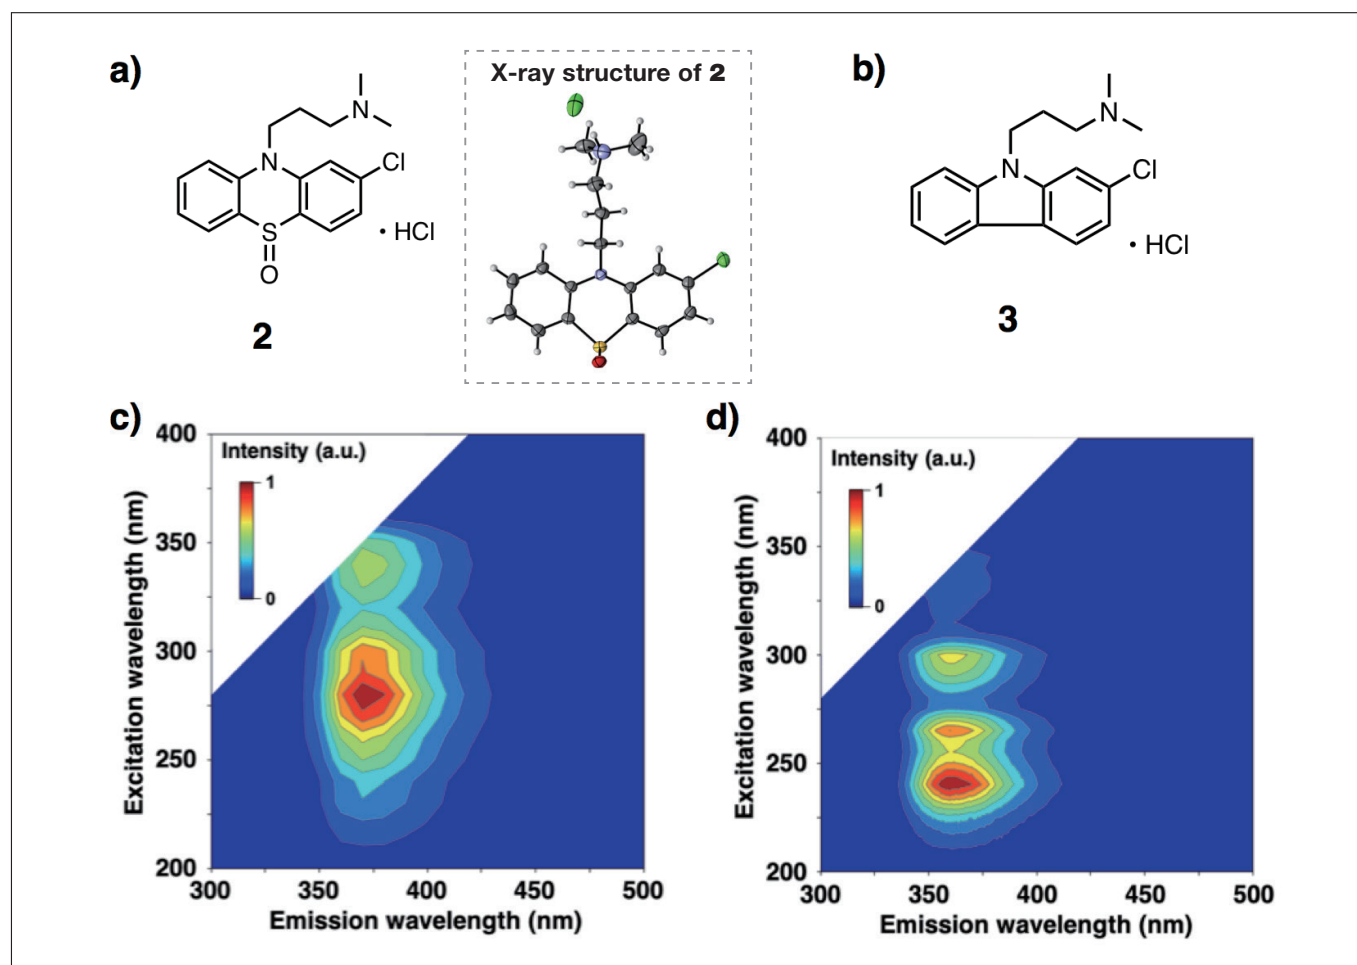 a)
N
N
Cl
S
O
• HCl
2
X-ray structure of 2
b)
N
N
Cl
• HCl
3
c)
Intensity (a.u.)
1
0
400
350
300
250
200
300 350 400 450 500
Excitation wavelength (nm)
Emission wavelength (nm)
d)
Intensity (a.u.)
1
0
400
350
300
250
200
300 350 400 450 500
Excitation wavelength (nm)
Emission wavelength (nm)